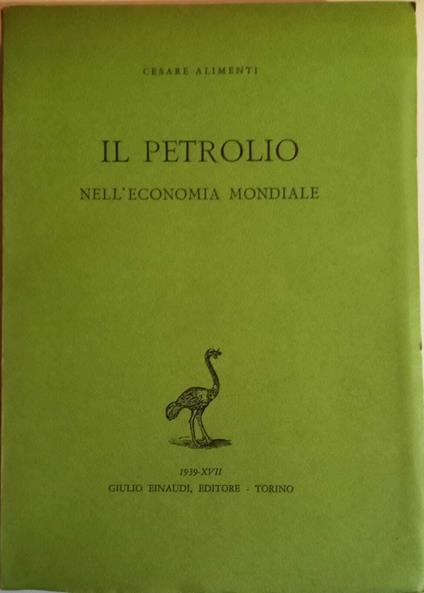 CESARE ALIMENTI
IL PETROLIO
NELL'ECONOMIA MONDIALE
1939-XVII
GIULIO EINAUDI, EDITORE - TORINO